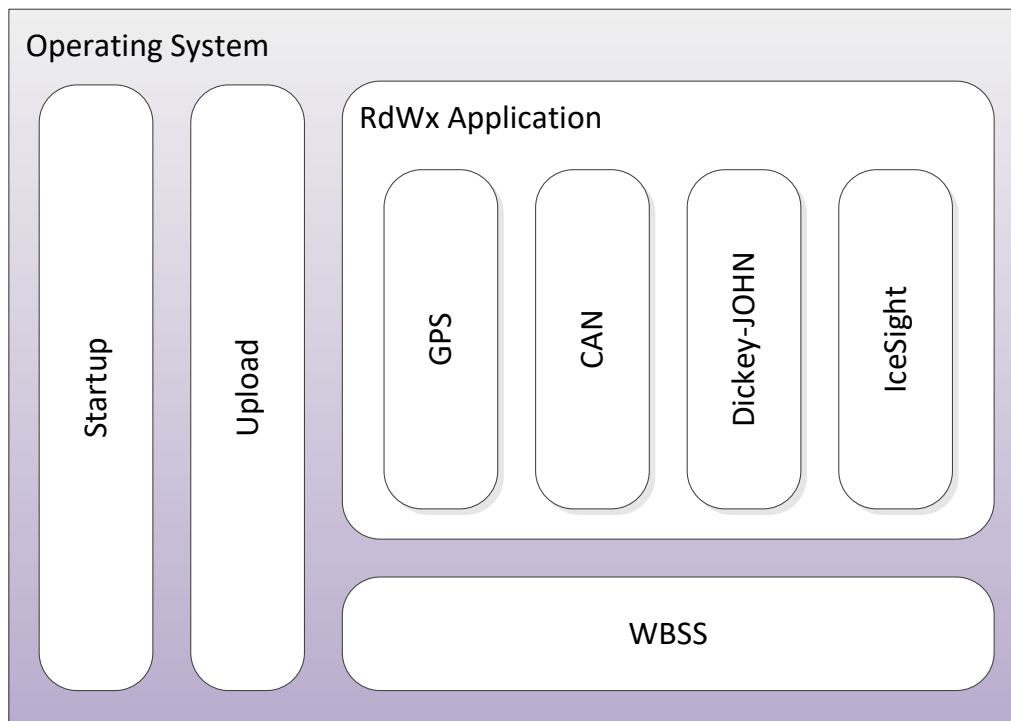 Operating System
Startup
Upload
RdWx Application
GPS
CAN
Dickey-JOHN
IceSight
WBSS